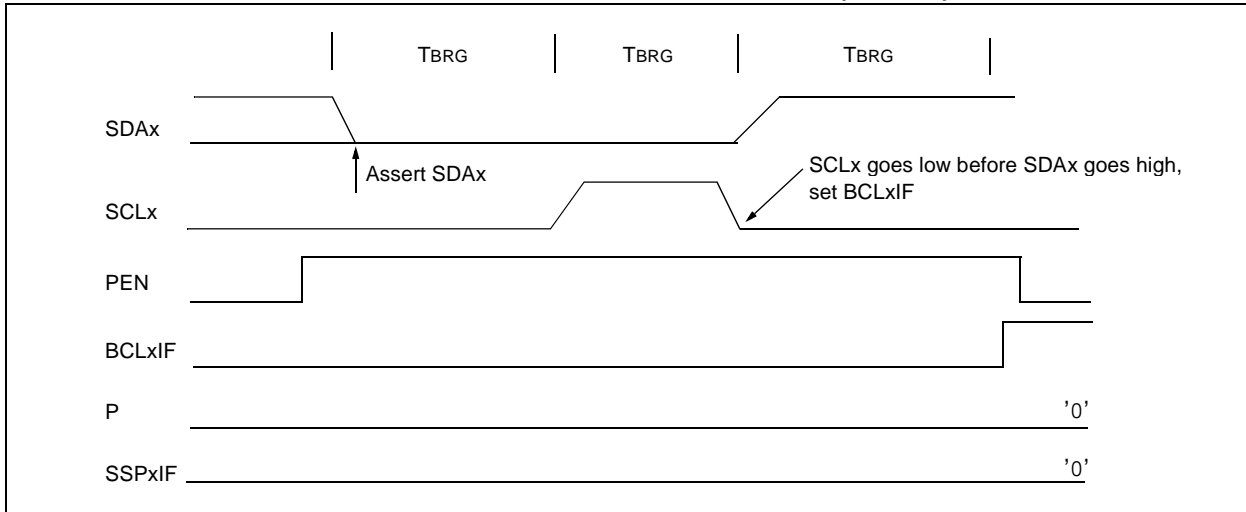 TBRG TBRG TBRG
SDAx
Assert SDAx
SCLx goes low before SDAx goes high,
set BCLxIF
SCLx
PEN
BCLxIF
P '0'
SSPxIF '0'